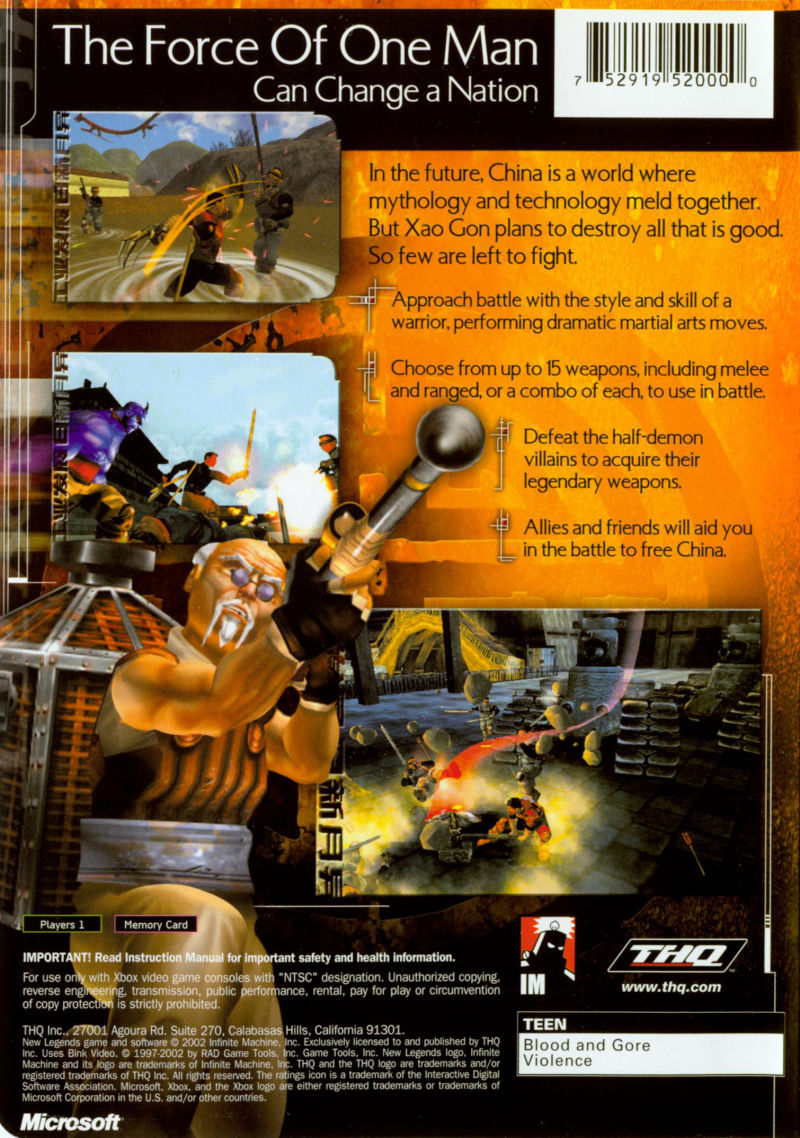 The Force Of One Man
Can Change a Nation
7 52919 52000 0
In the future, China is a world where
mythology and technology meld together.
But Xao Gon plans to destroy all that is good.
So few are left to fight.
Approach battle with the style and skill of a
warrior, performing dramatic martial arts moves.
Choose from up to 15 weapons, including melee
and ranged, or a combo of each, to use in battle.
Defeat the half-demon
villains to acquire their
legendary weapons.
Allies and friends will aid you
in the battle to free China.
Players 1
Memory Card
IMPORTANT! Read Instruction Manual for important safety and health information.
For use only with Xbox video game consoles with "NTSC" designation. Unauthorized copying,
reverse engineering, transmission, public performance, rental, pay for play or circumvention
of copy protection is strictly prohibited.
THQ Inc., 27001 Agoura Rd. Suite 270, Calabasas Hills, California 91301.
New Legends game and software © 2002 Infinite Machine, Inc. Exclusively licensed to and published by THQ
Inc. Uses Bink Video. © 1997-2002 by RAD Game Tools, Inc. Game Tools, Inc. New Legends logo, Infinite
Machine and its logo are trademarks of Infinite Machine, Inc. THQ and the THQ logo are trademarks and/or
registered trademarks of THQ Inc. All rights reserved. The ratings icon is a trademark of the Interactive Digital
Software Association. Microsoft, Xbox, and the Xbox logo are either registered trademarks or trademarks of
Microsoft Corporation in the U.S. and/or other countries.
Microsoft
IM
THQ™
www.thq.com
TEEN
Blood and Gore
Violence